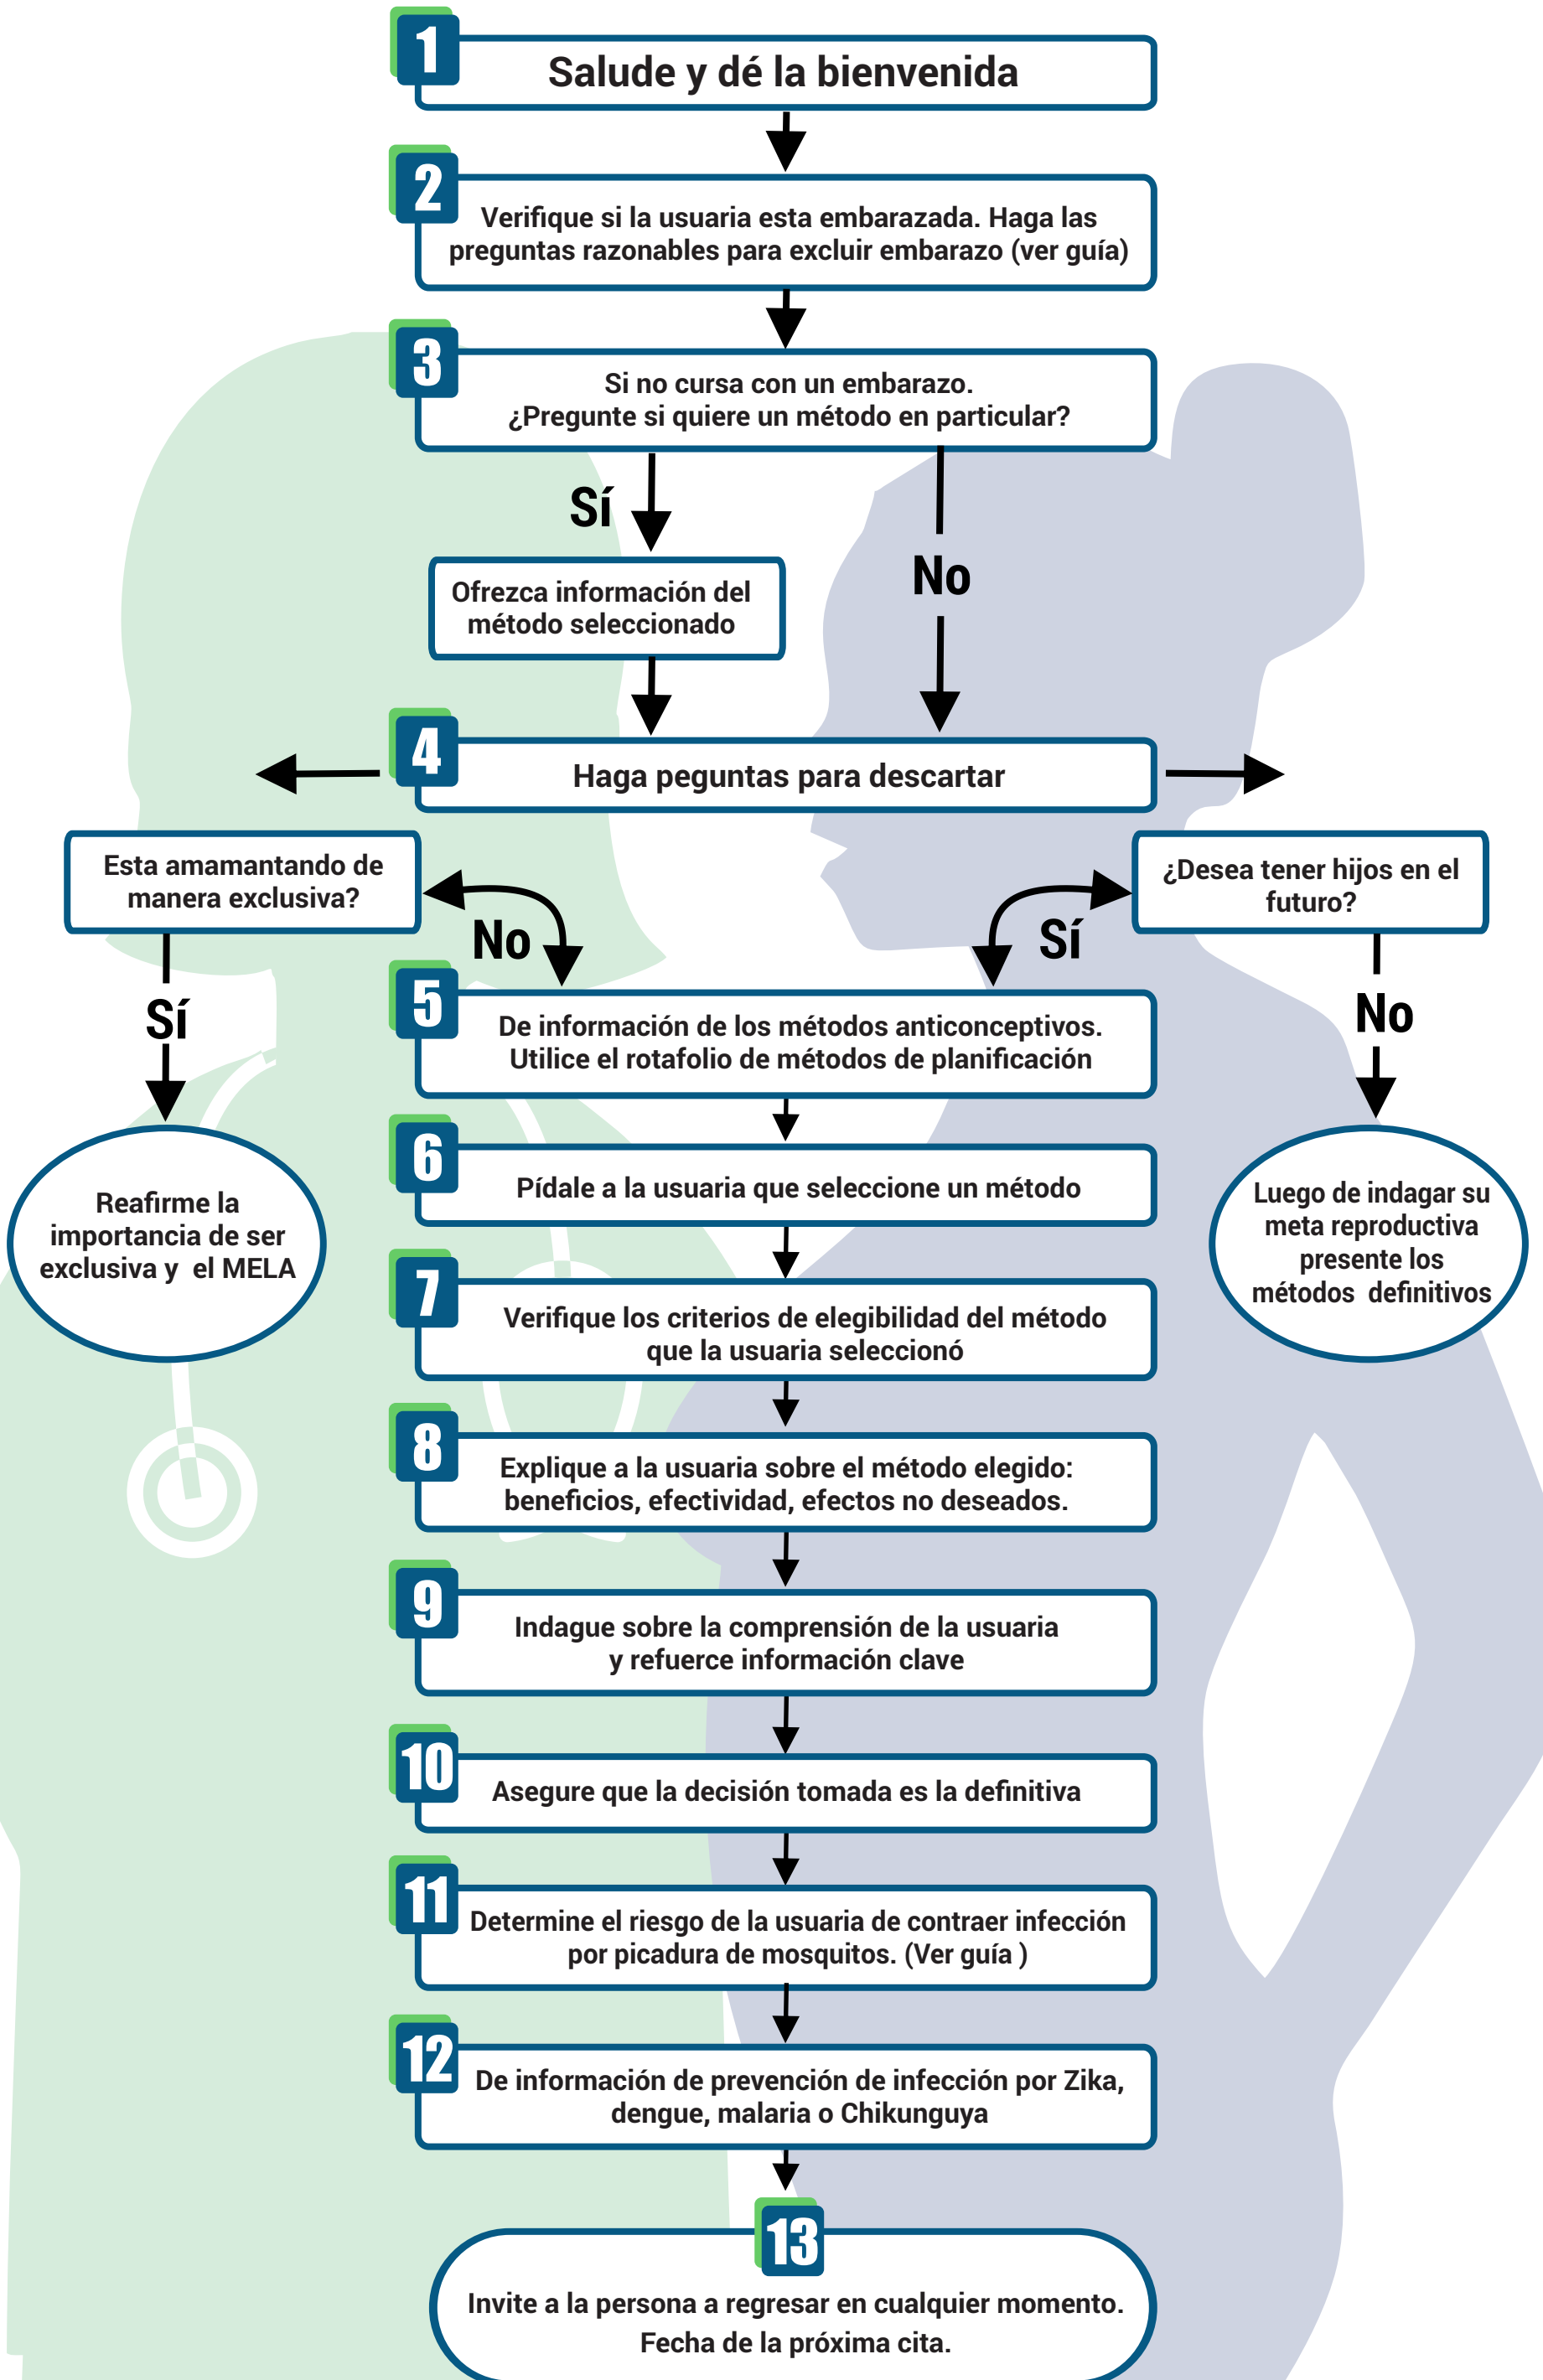 1
Salude y dé la bienvenida
2
Verifique si la usuaria esta embarazada. Haga las
preguntas razonables para excluir embarazo (ver guía)
3
Si no cursa con un embarazo.
¿Pregunte si quiere un método en particular?
Sí
No
Ofrezca información del
método seleccionado
4
Haga peguntas para descartar
Esta amamantando de
manera exclusiva?
¿Desea tener hijos en el
futuro?
No
Sí
Sí
No
5
De información de los métodos anticonceptivos.
Utilice el rotafolio de métodos de planificación
6
Pídale a la usuaria que seleccione un método
Reafirme la
importancia de ser
exclusiva y el MELA
Luego de indagar su
meta reproductiva
presente los
métodos definitivos
7
Verifique los criterios de elegibilidad del método
que la usuaria seleccionó
8
Explique a la usuaria sobre el método elegido:
beneficios, efectividad, efectos no deseados.
9
Indague sobre la comprensión de la usuaria
y refuerce información clave
10
Asegure que la decisión tomada es la definitiva
11
Determine el riesgo de la usuaria de contraer infección
por picadura de mosquitos. (Ver guía )
12
De información de prevención de infección por Zika,
dengue, malaria o Chikunguya
13
Invite a la persona a regresar en cualquier momento.
Fecha de la próxima cita.